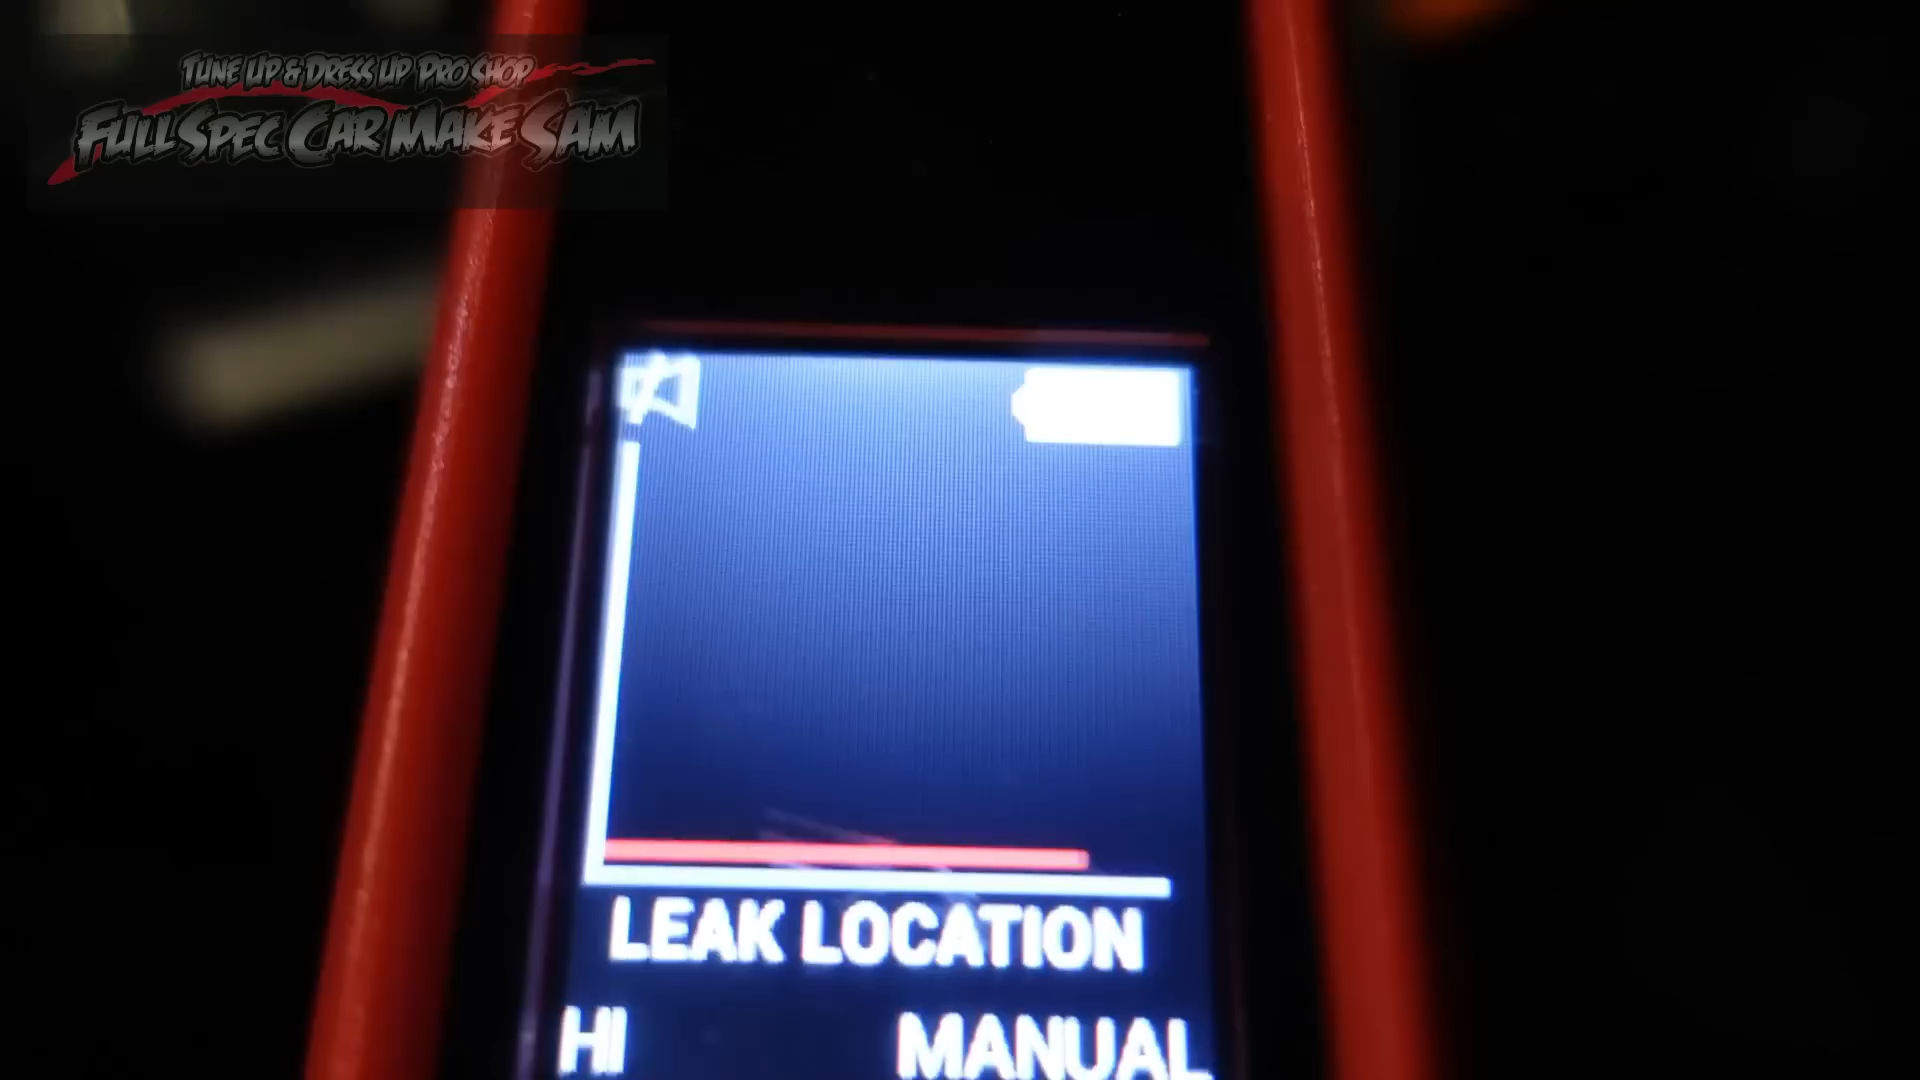 TUNE UP & DRESS UP PRO SHOP
FULL SPEC CAR MAKE SAM
LEAK LOCATION
HI MANUAL